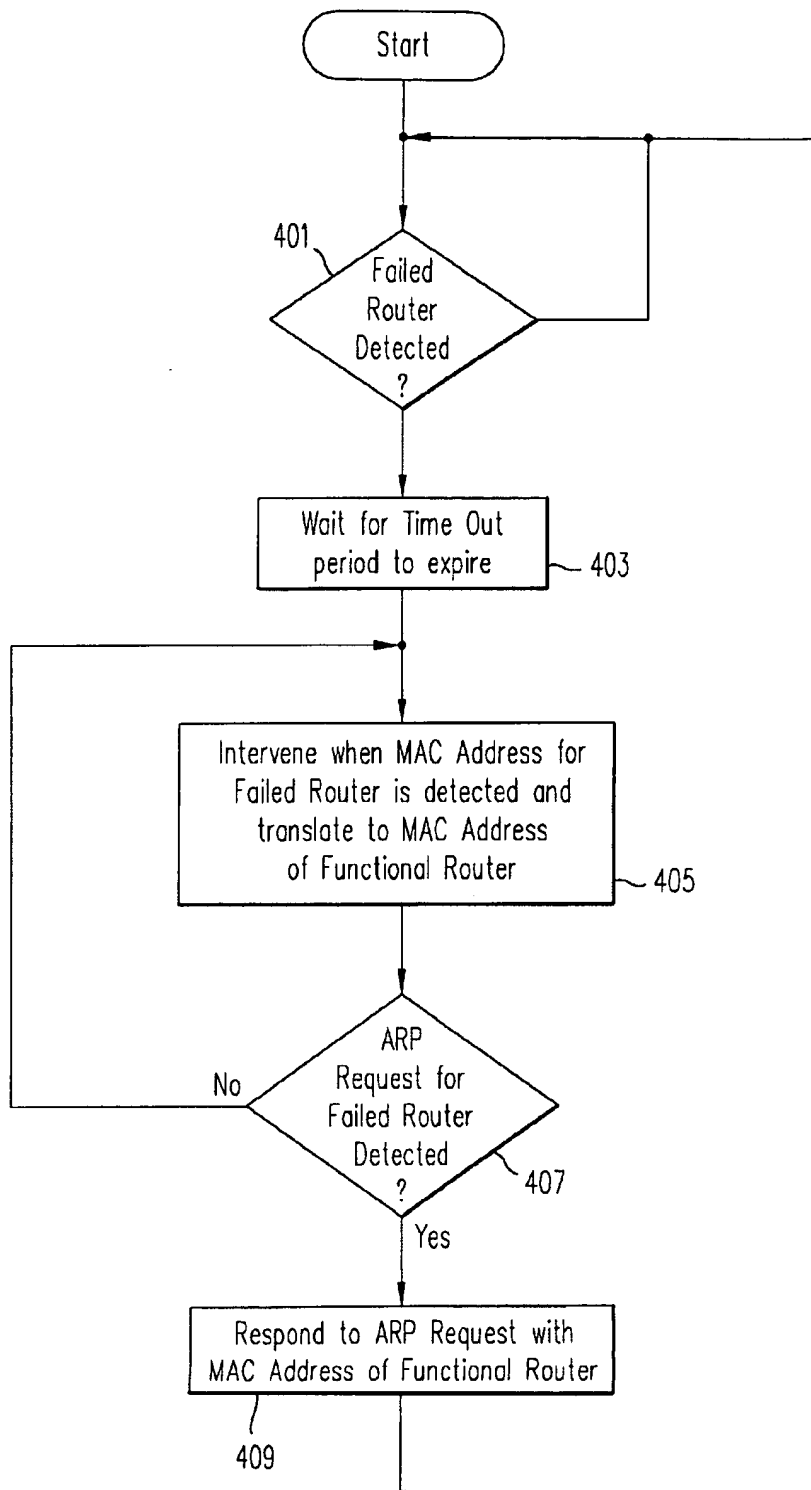 Start
401
Failed
Router
Detected
?
Wait for Time Out
period to expire
403
Intervene when MAC Address for
Failed Router is detected and
translate to MAC Address
of Functional Router
405
ARP
Request for
Failed Router
Detected
?
No
407
Yes
Respond to ARP Request with
MAC Address of Functional Router
409